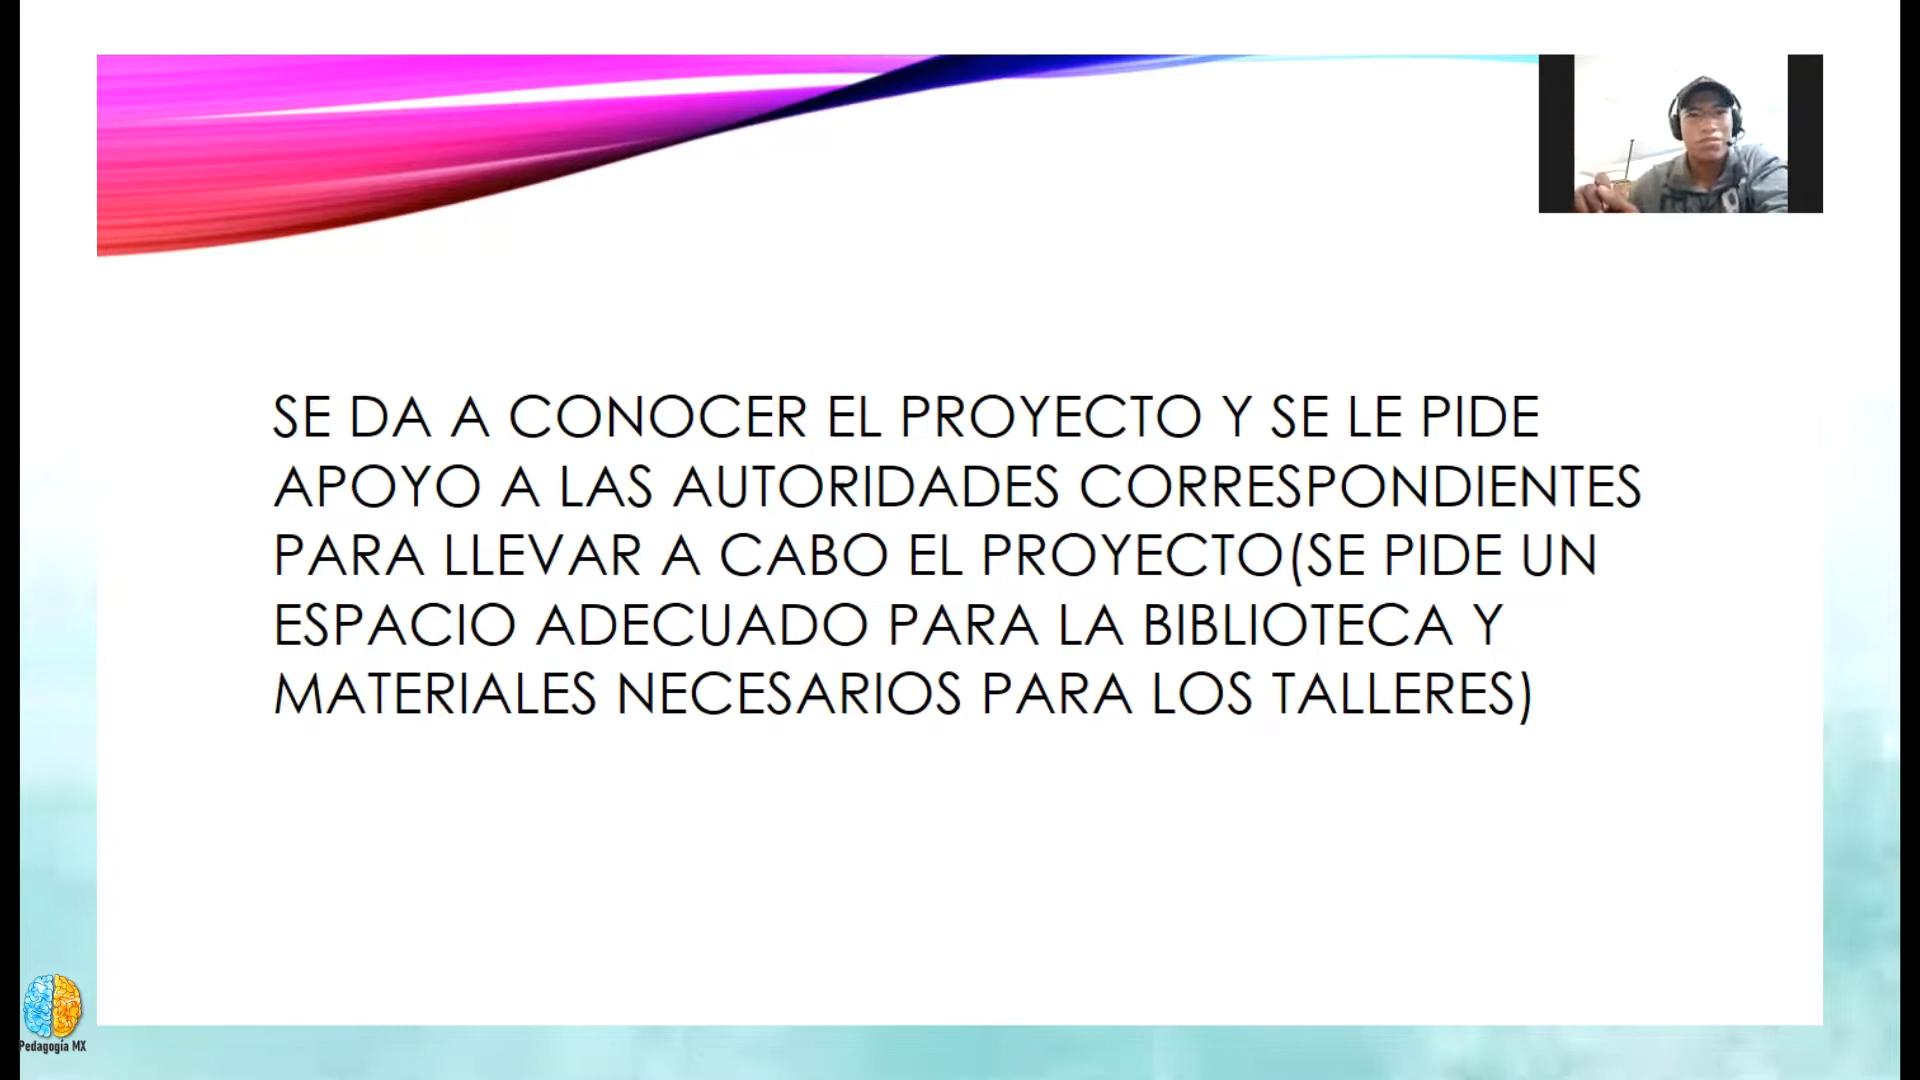 SE DA A CONOCER EL PROYECTO Y SE LE PIDE
APOYO A LAS AUTORIDADES CORRESPONDIENTES
PARA LLEVAR A CABO EL PROYECTO(SE PIDE UN
ESPACIO ADECUADO PARA LA BIBLIOTECA Y
MATERIALES NECESARIOS PARA LOS TALLERES)
Pedagogía MX